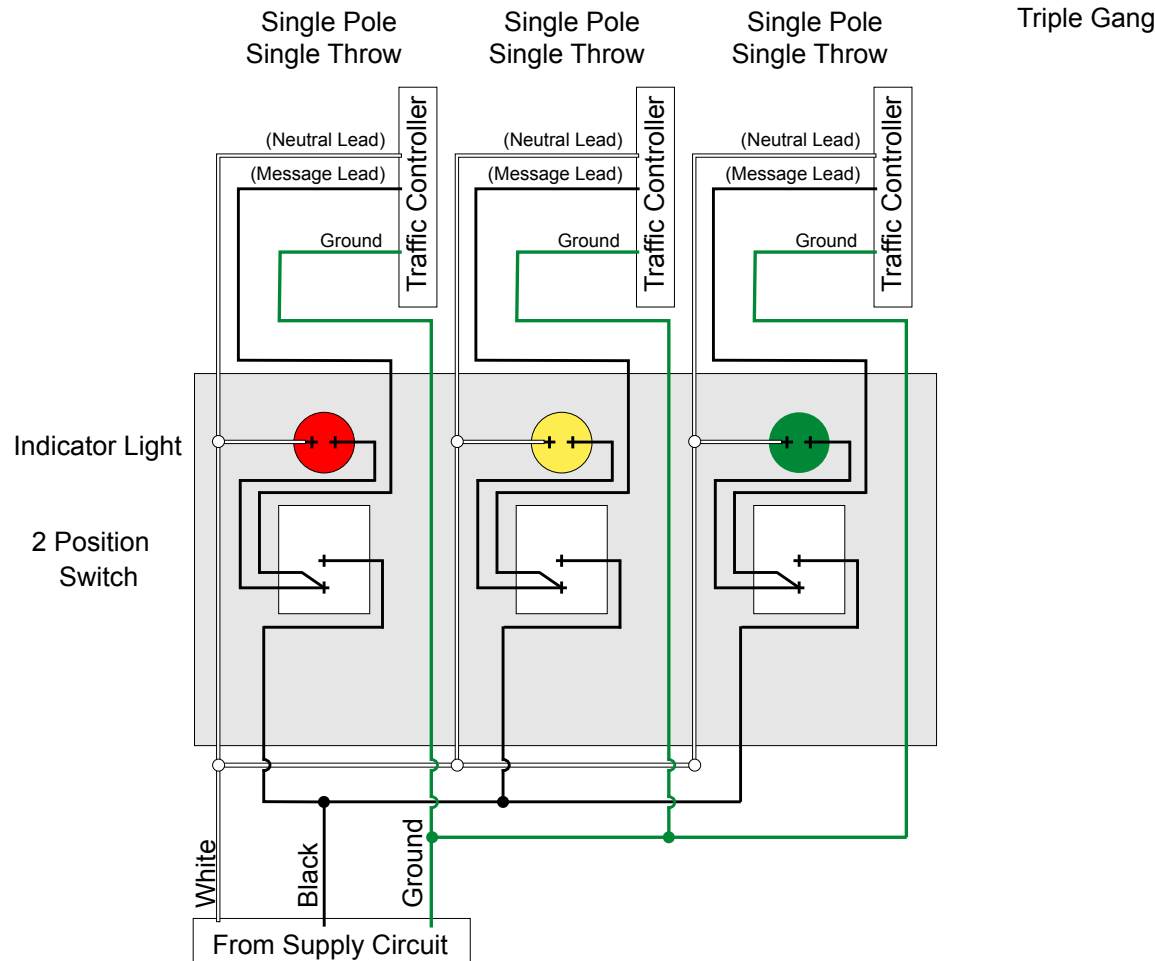 Single Pole
Single Throw
Single Pole
Single Throw
Single Pole
Single Throw
Triple Gang
(Neutral Lead)
(Message Lead)
Ground
Traffic Controller
(Neutral Lead)
(Message Lead)
Ground
Traffic Controller
(Neutral Lead)
(Message Lead)
Ground
Traffic Controller
Indicator Light
2 Position
Switch
White
Black
Ground
From Supply Circuit